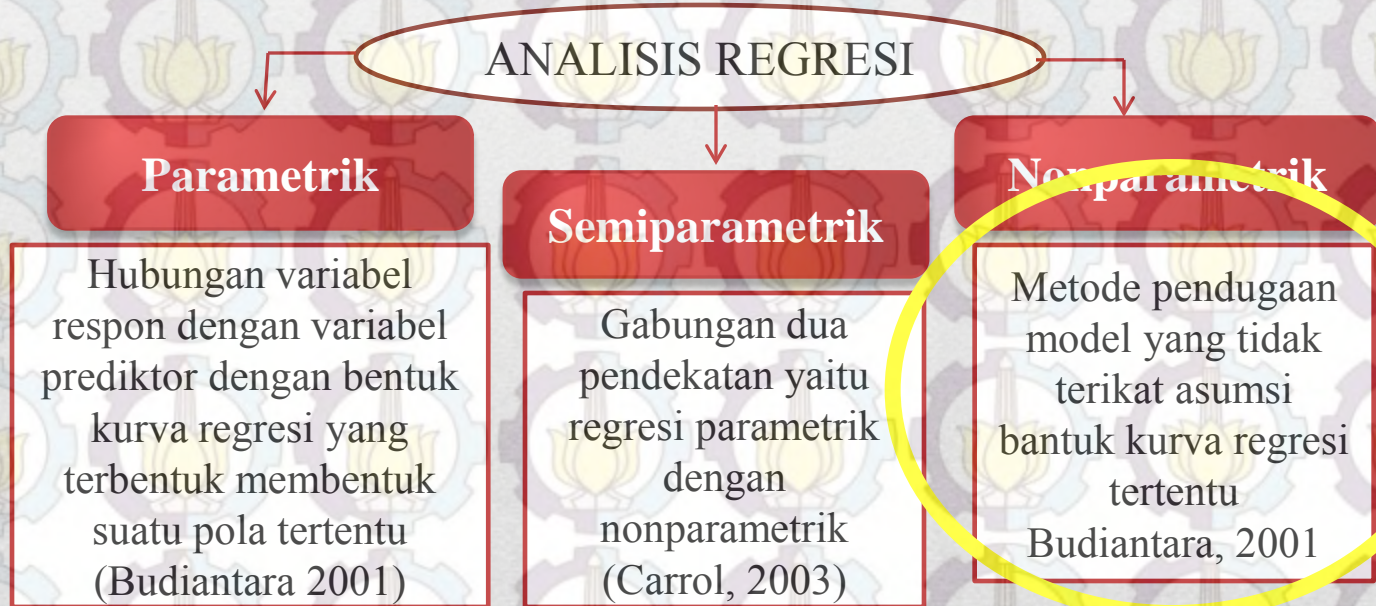 ANALISIS REGRESI
Parametrik
Hubungan variabel
respon dengan variabel
prediktor dengan bentuk
kurva regresi yang
terbentuk membentuk
suatu pola tertentu
(Budiantara 2001)
Semiparametrik
Gabungan dua
pendekatan yaitu
regresi parametrik
dengan
nonparametrik
(Carrol, 2003)
Nonparametrik
Metode pendugaan
model yang tidak
terikat asumsi
bantuk kurva regresi
tertentu
Budiantara, 2001